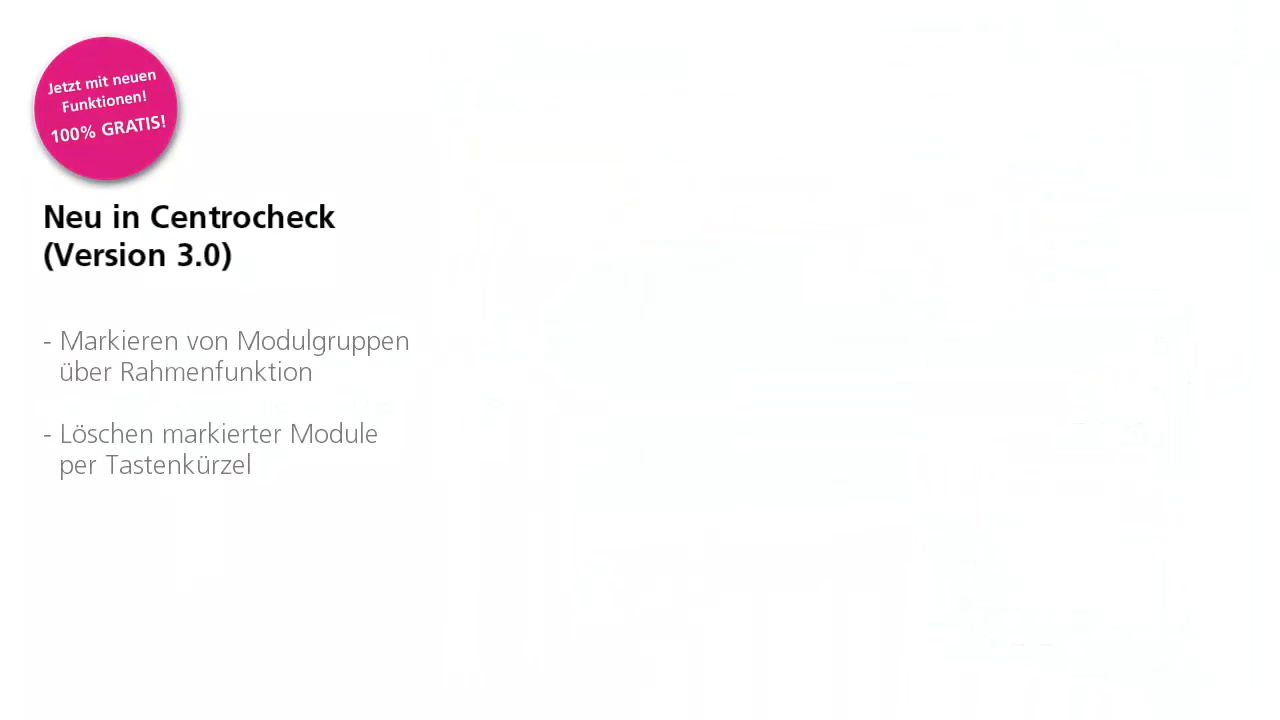 Jetzt mit neuen
Funktionen!
100% GRATIS!
Neu in Centrocheck
(Version 3.0)
- Markieren von Modulgruppen
über Rahmenfunktion
- Löschen markierter Module
per Tastenkürzel